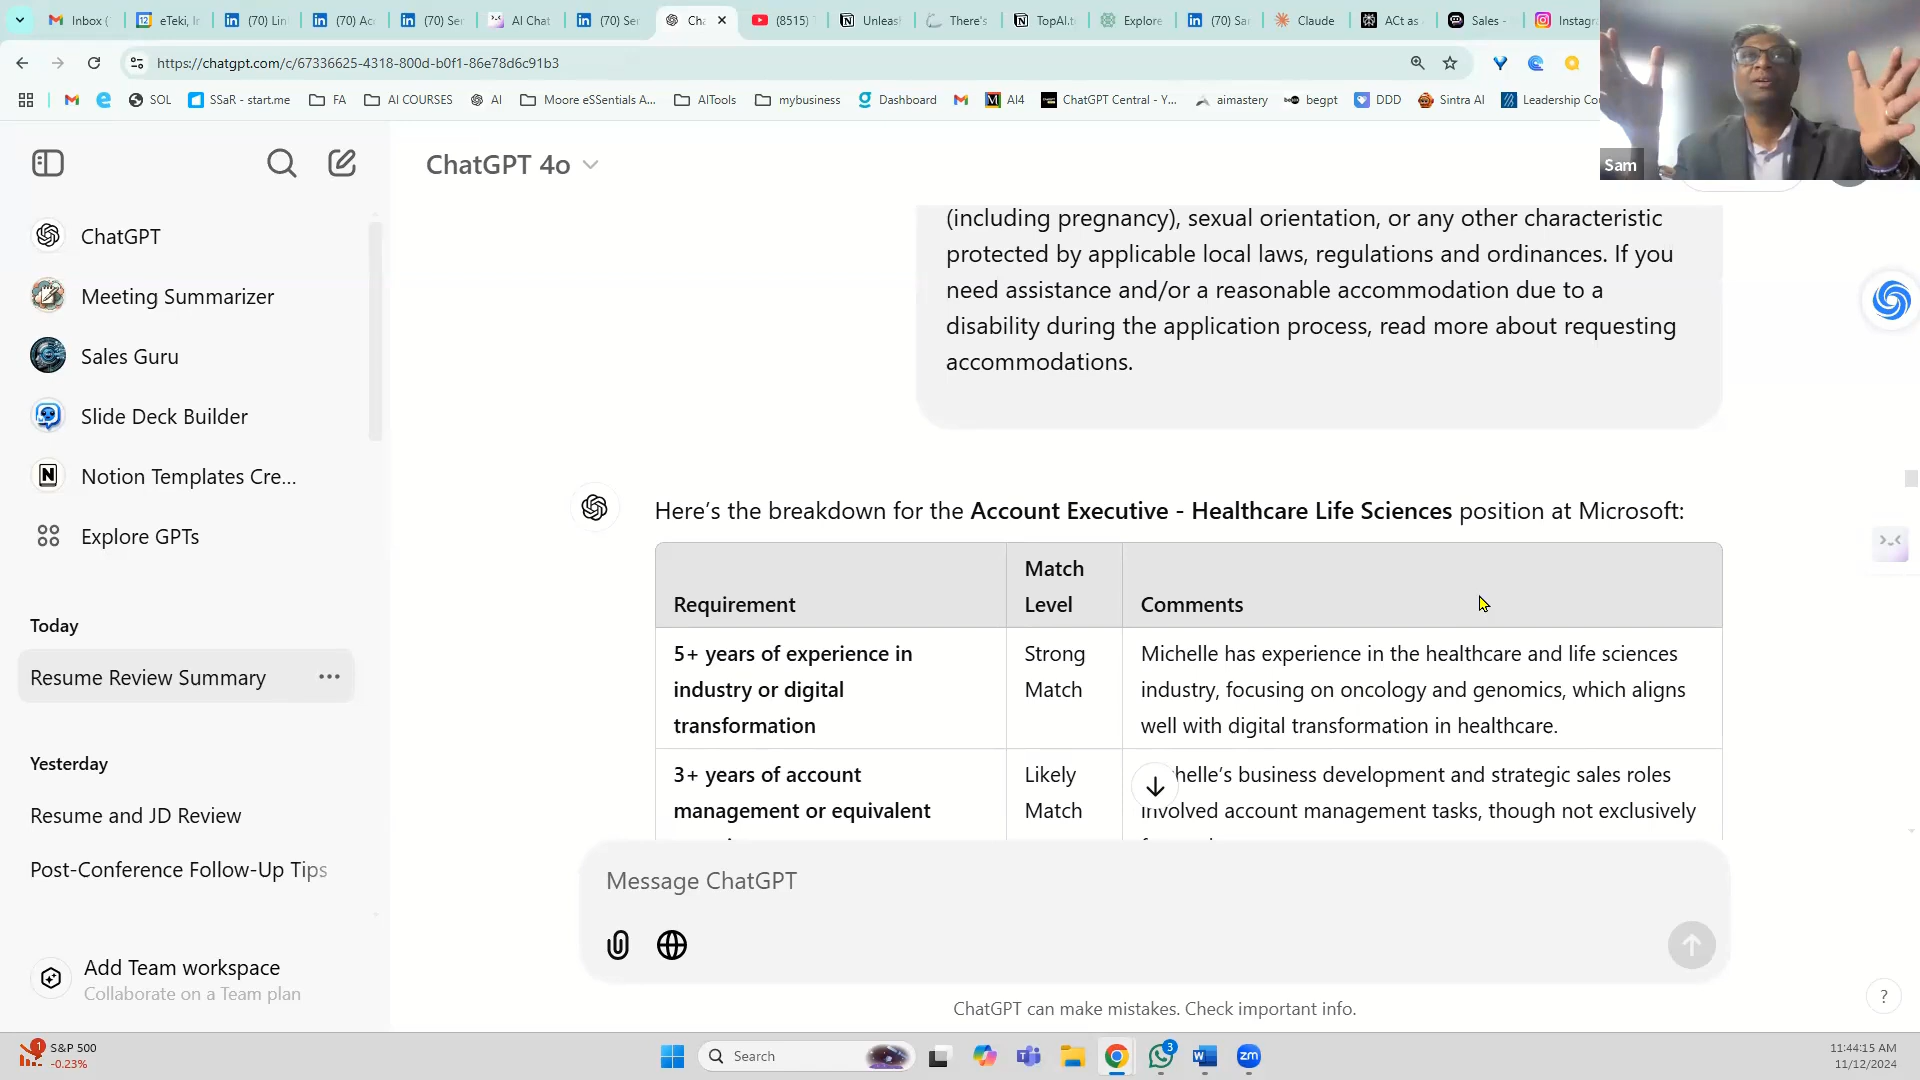 Inbox (
12
eTeki, In
(70) Lin
(70) Acc
(70) Sen
AI Chat
(70) Sen
Cha
(8515)
Unleas
There's
TopAI.t
Explore
(70) Sar
Claude
ACt as
Sales -
Instagra
https://chatgpt.com/c/67336625-4318-800d-b0f1-86e78d6c91b3
SOL
SSaR - start.me
FA
AI COURSES
AI
Moore eSSentials A...
AITools
mybusiness
Dashboard
AI4
ChatGPT Central - Y...
aimastery
begpt
DDD
Sintra AI
Leadership Co
Sam
ChatGPT 4o
ChatGPT
Meeting Summarizer
Sales Guru
Slide Deck Builder
Notion Templates Cre...
Explore GPTs
Today
Resume Review Summary
Yesterday
Resume and JD Review
Post-Conference Follow-Up Tips
Add Team workspace
Collaborate on a Team plan
(including pregnancy), sexual orientation, or any other characteristic
protected by applicable local laws, regulations and ordinances. If you
need assistance and/or a reasonable accommodation due to a
disability during the application process, read more about requesting
accommodations.
Here's the breakdown for the Account Executive - Healthcare Life Sciences position at Microsoft:
Requirement
Match
Level
Comments
5+ years of experience in
industry or digital
transformation
Strong
Match
Michelle has experience in the healthcare and life sciences
industry, focusing on oncology and genomics, which aligns
well with digital transformation in healthcare.
3+ years of account
management or equivalent
Likely
Match
helle's business development and strategic sales roles
involved account management tasks, though not exclusively
Message ChatGPT
ChatGPT can make mistakes. Check important info.
?
1
S&P 500
-0.23%
Search
3
zm
11:44:15 AM
11/12/2024